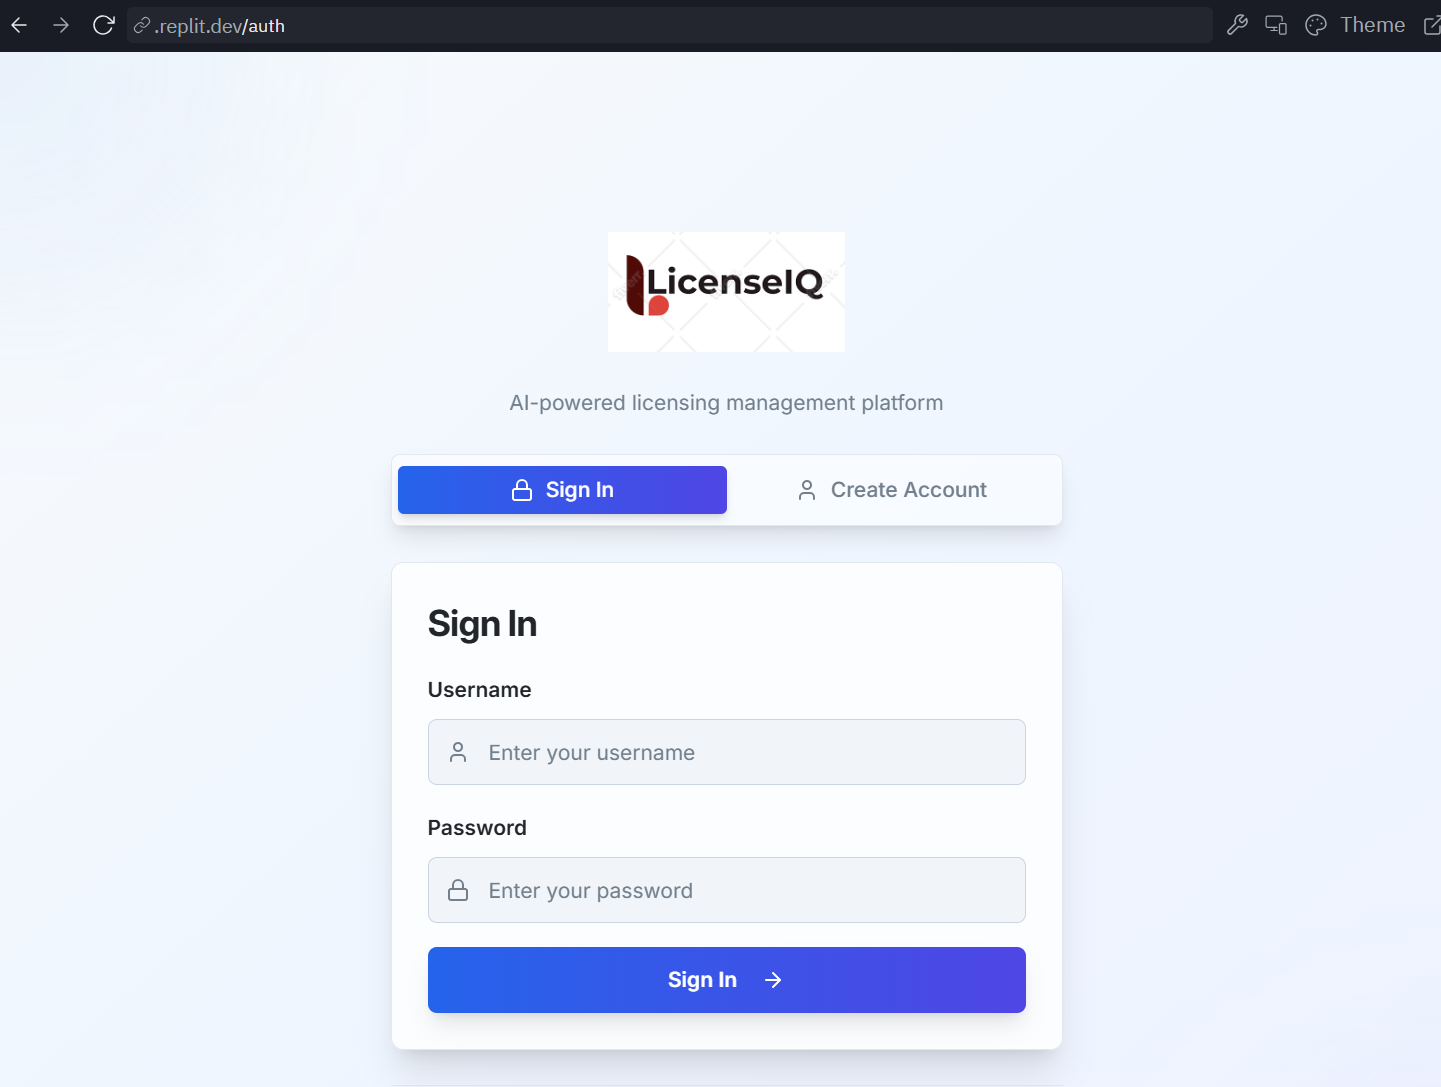 .replit.dev/auth
Theme
LicenseIQ
AI-powered licensing management platform
Sign In
Create Account
Sign In
Username
Enter your username
Password
Enter your password
Sign In